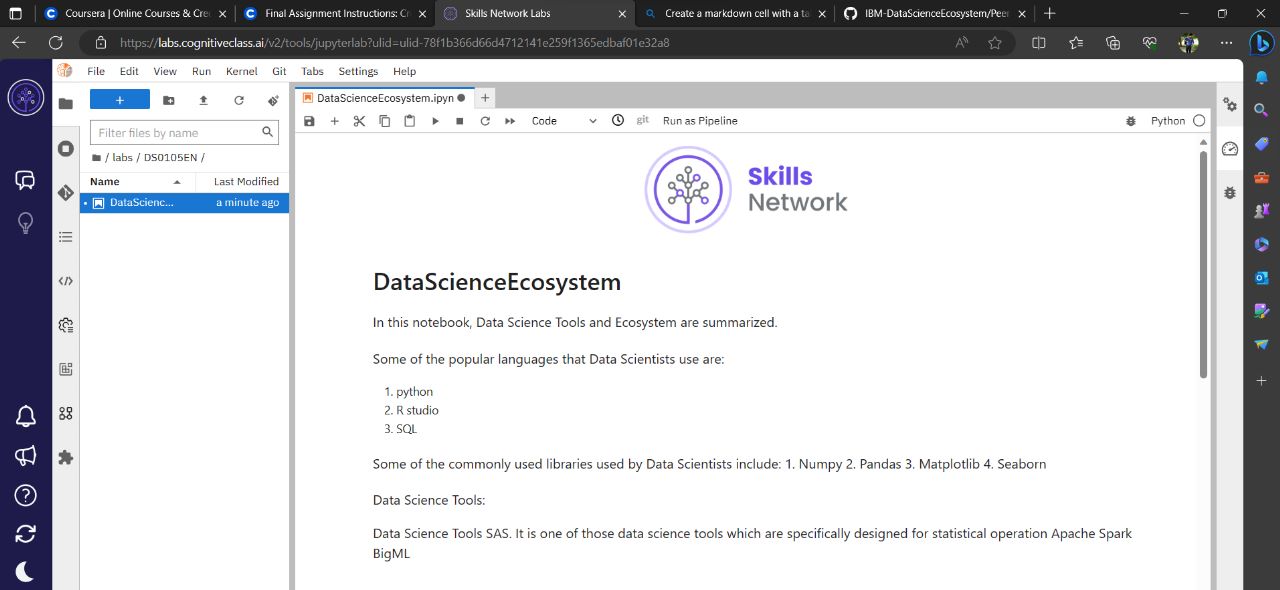 Coursera | Online Courses & Cre
Final Assignment Instructions: Cr
Skills Network Labs
Create a markdown cell with a ta
IBM-DataScienceEcosystem/Peer
https://labs.cognitiveclass.ai/v2/tools/jupyterlab?ulid=ulid-78f1b366d66d4712141e259f1365edbaf01e32a8
File Edit View Run Kernel Git Tabs Settings Help
DataScienceEcosystem.ipyn
Filter files by name
Code
git
Run as Pipeline
Python
/ labs / DS0105EN /
Name
Last Modified
DataScienc...
a minute ago
Skills
Network
DataScienceEcosystem
In this notebook, Data Science Tools and Ecosystem are summarized.
Some of the popular languages that Data Scientists use are:
1. python
2. R studio
3. SQL
Some of the commonly used libraries used by Data Scientists include: 1. Numpy 2. Pandas 3. Matplotlib 4. Seaborn
Data Science Tools:
Data Science Tools SAS. It is one of those data science tools which are specifically designed for statistical operation Apache Spark
BigML